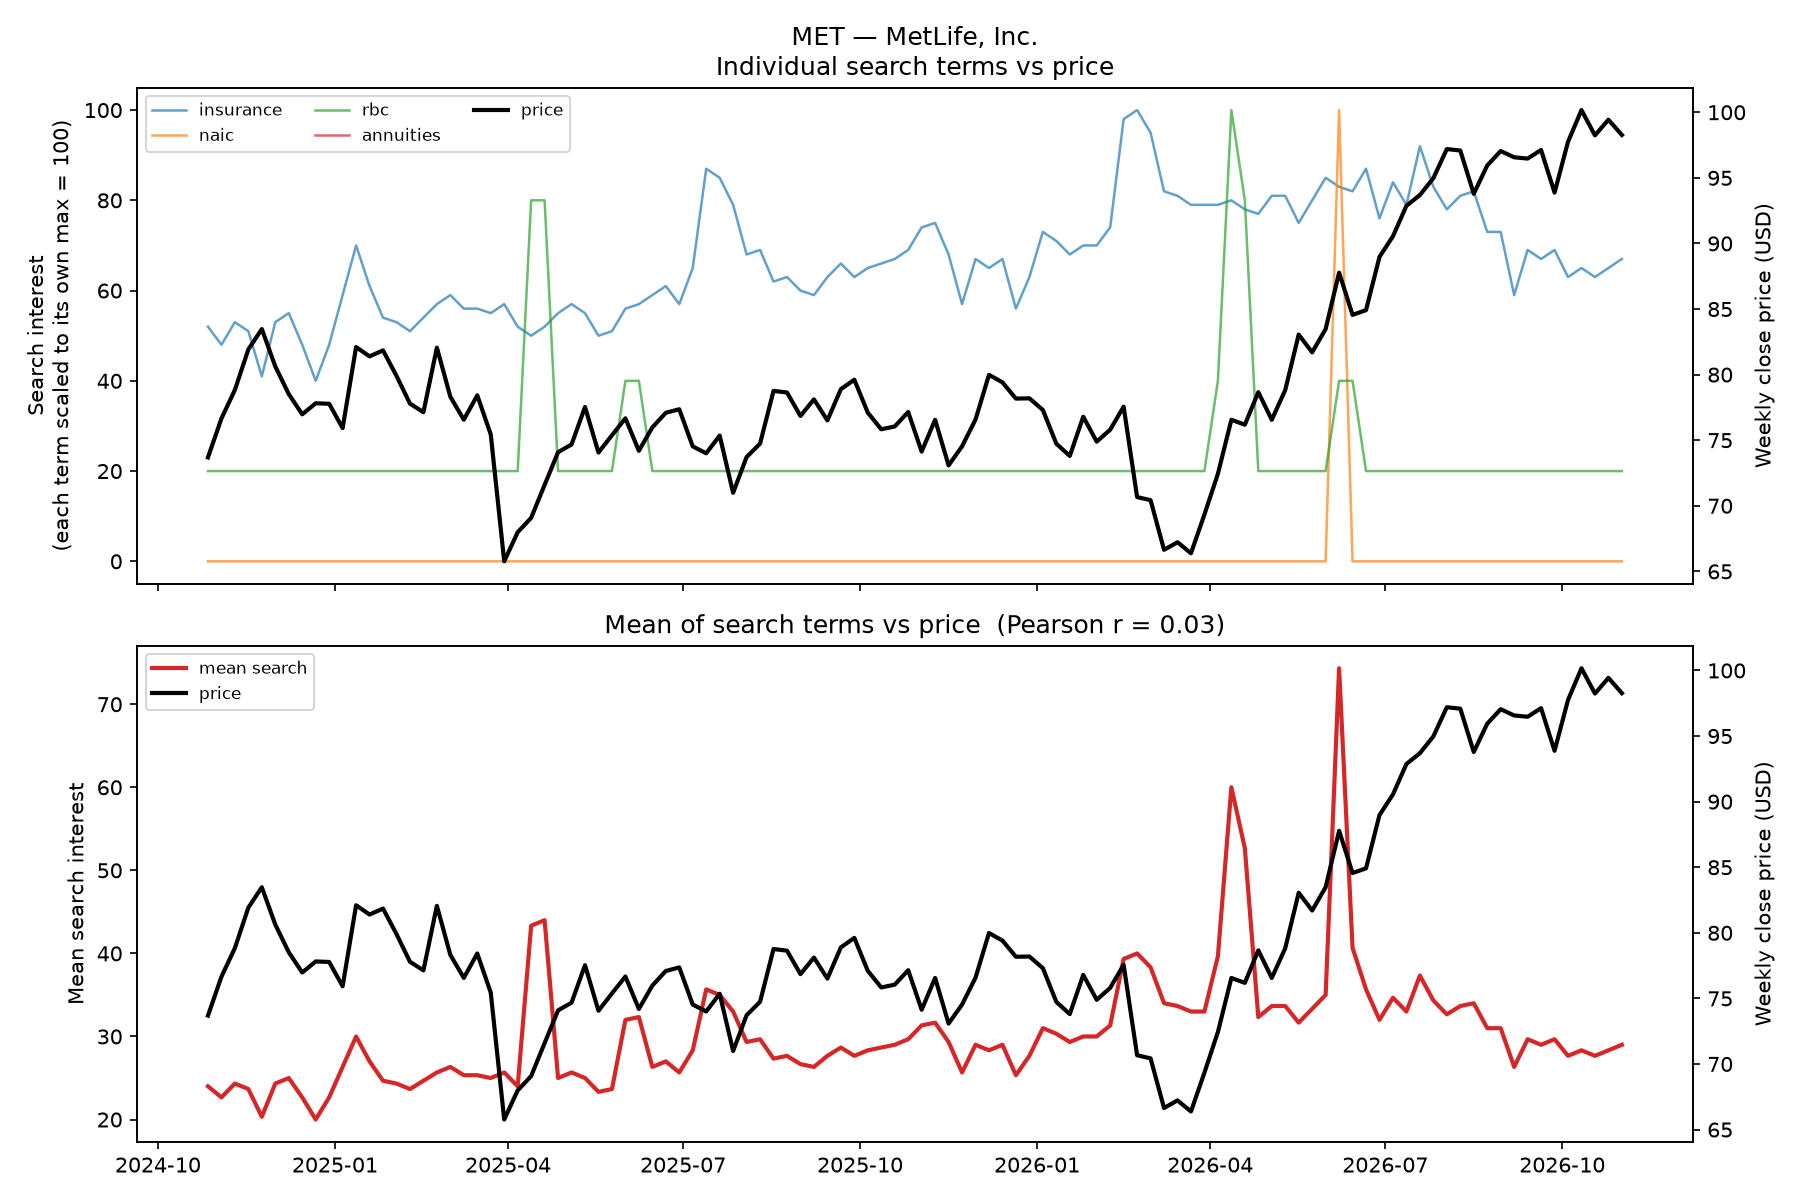 MET — MetLife, Inc.
Individual search terms vs price
insurance
naic
rbc
annuities
price
Search interest
(each term scaled to its own max = 100)
100
80
60
40
20
0
100
95
90
85
80
75
70
65
Weekly close price (USD)
Mean of search terms vs price (Pearson r = 0.03)
mean search
price
Mean search interest
70
60
50
40
30
20
100
95
90
85
80
75
70
65
Weekly close price (USD)
2024-10
2025-01
2025-04
2025-07
2025-10
2026-01
2026-04
2026-07
2026-10